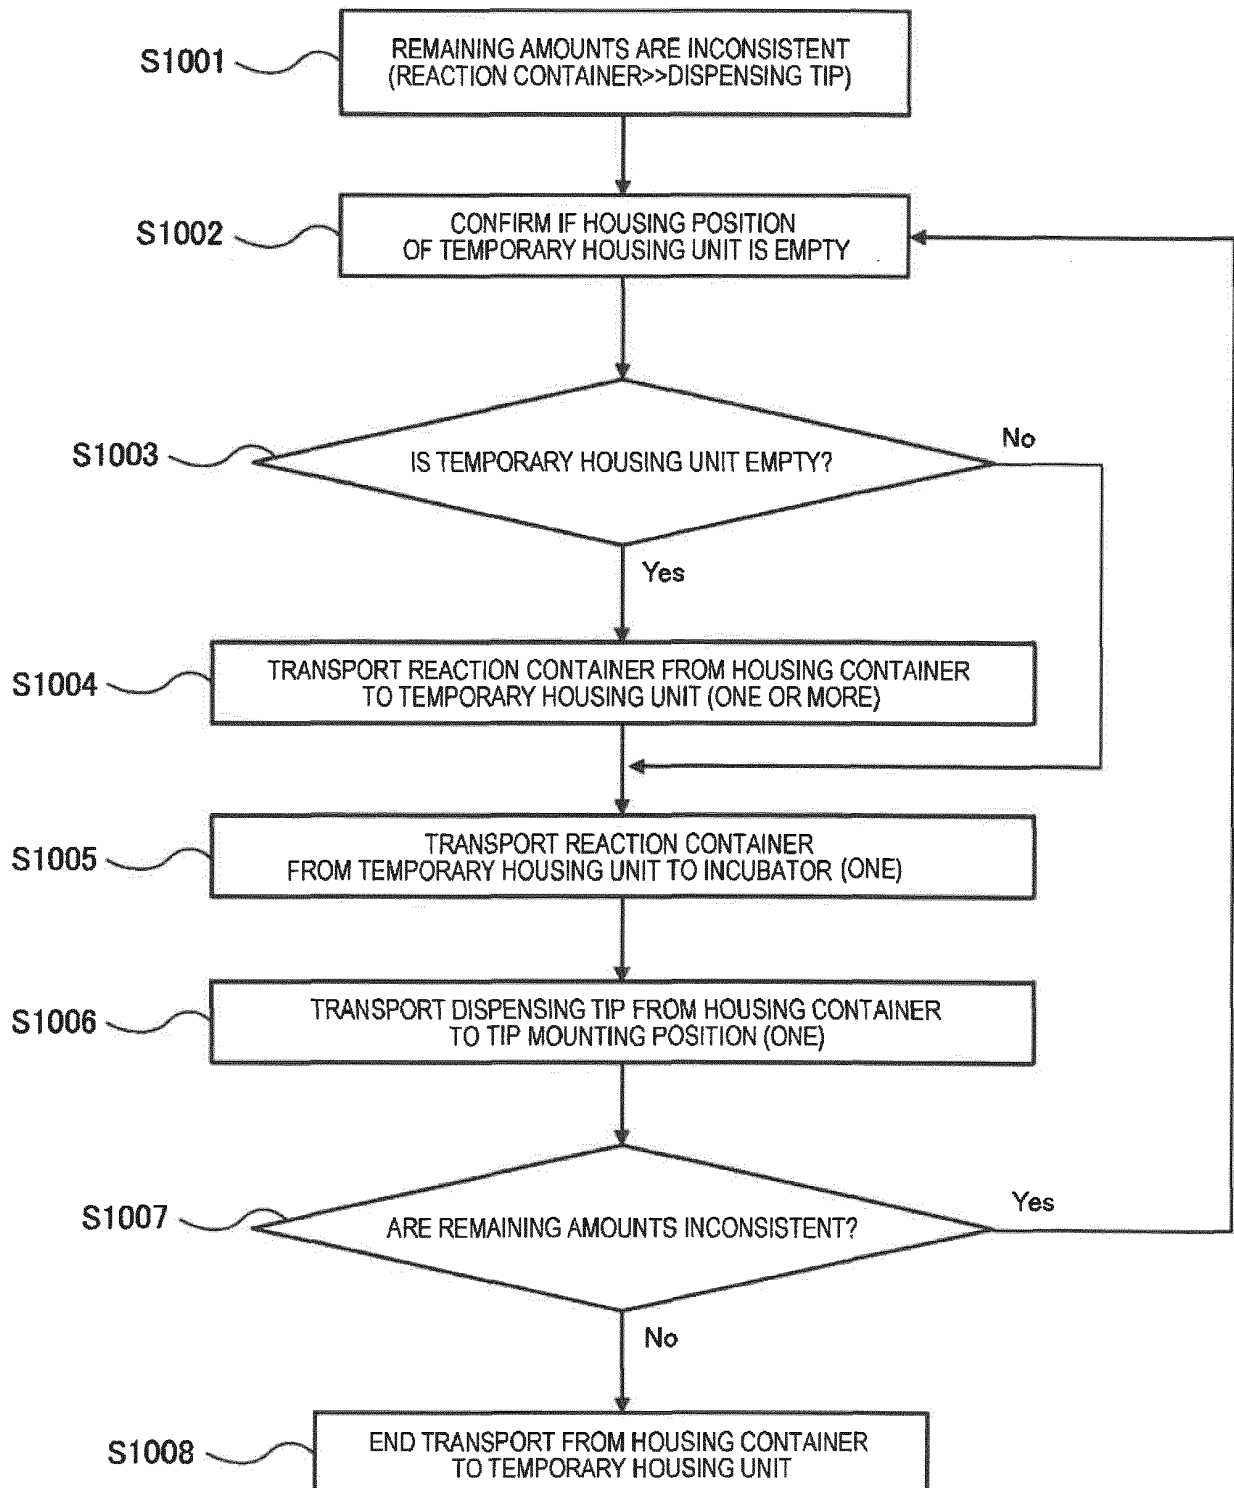 S1001
REMAINING AMOUNTS ARE INCONSISTENT
(REACTION CONTAINER>>DISPENSING TIP)
S1002
CONFIRM IF HOUSING POSITION
OF TEMPORARY HOUSING UNIT IS EMPTY
S1003
IS TEMPORARY HOUSING UNIT EMPTY?
No
Yes
S1004
TRANSPORT REACTION CONTAINER FROM HOUSING CONTAINER
TO TEMPORARY HOUSING UNIT (ONE OR MORE)
S1005
TRANSPORT REACTION CONTAINER
FROM TEMPORARY HOUSING UNIT TO INCUBATOR (ONE)
S1006
TRANSPORT DISPENSING TIP FROM HOUSING CONTAINER
TO TIP MOUNTING POSITION (ONE)
S1007
ARE REMAINING AMOUNTS INCONSISTENT?
Yes
No
S1008
END TRANSPORT FROM HOUSING CONTAINER
TO TEMPORARY HOUSING UNIT